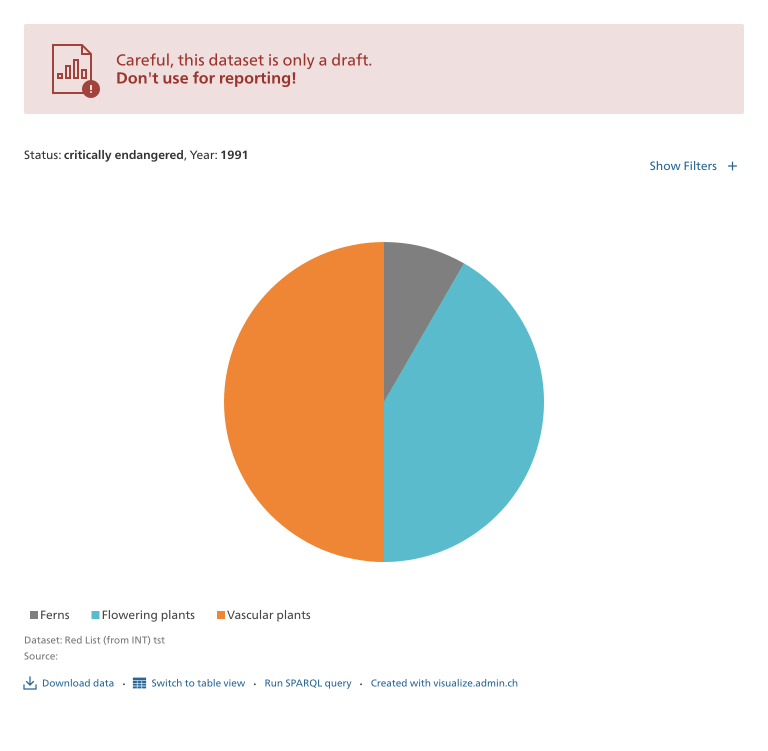 Careful, this dataset is only a draft.
Don't use for reporting!
Status: critically endangered, Year: 1991
Show Filters +
Ferns Flowering plants Vascular plants
Dataset: Red List (from INT) tst
Source:
Download data · Switch to table view · Run SPARQL query · Created with visualize.admin.ch